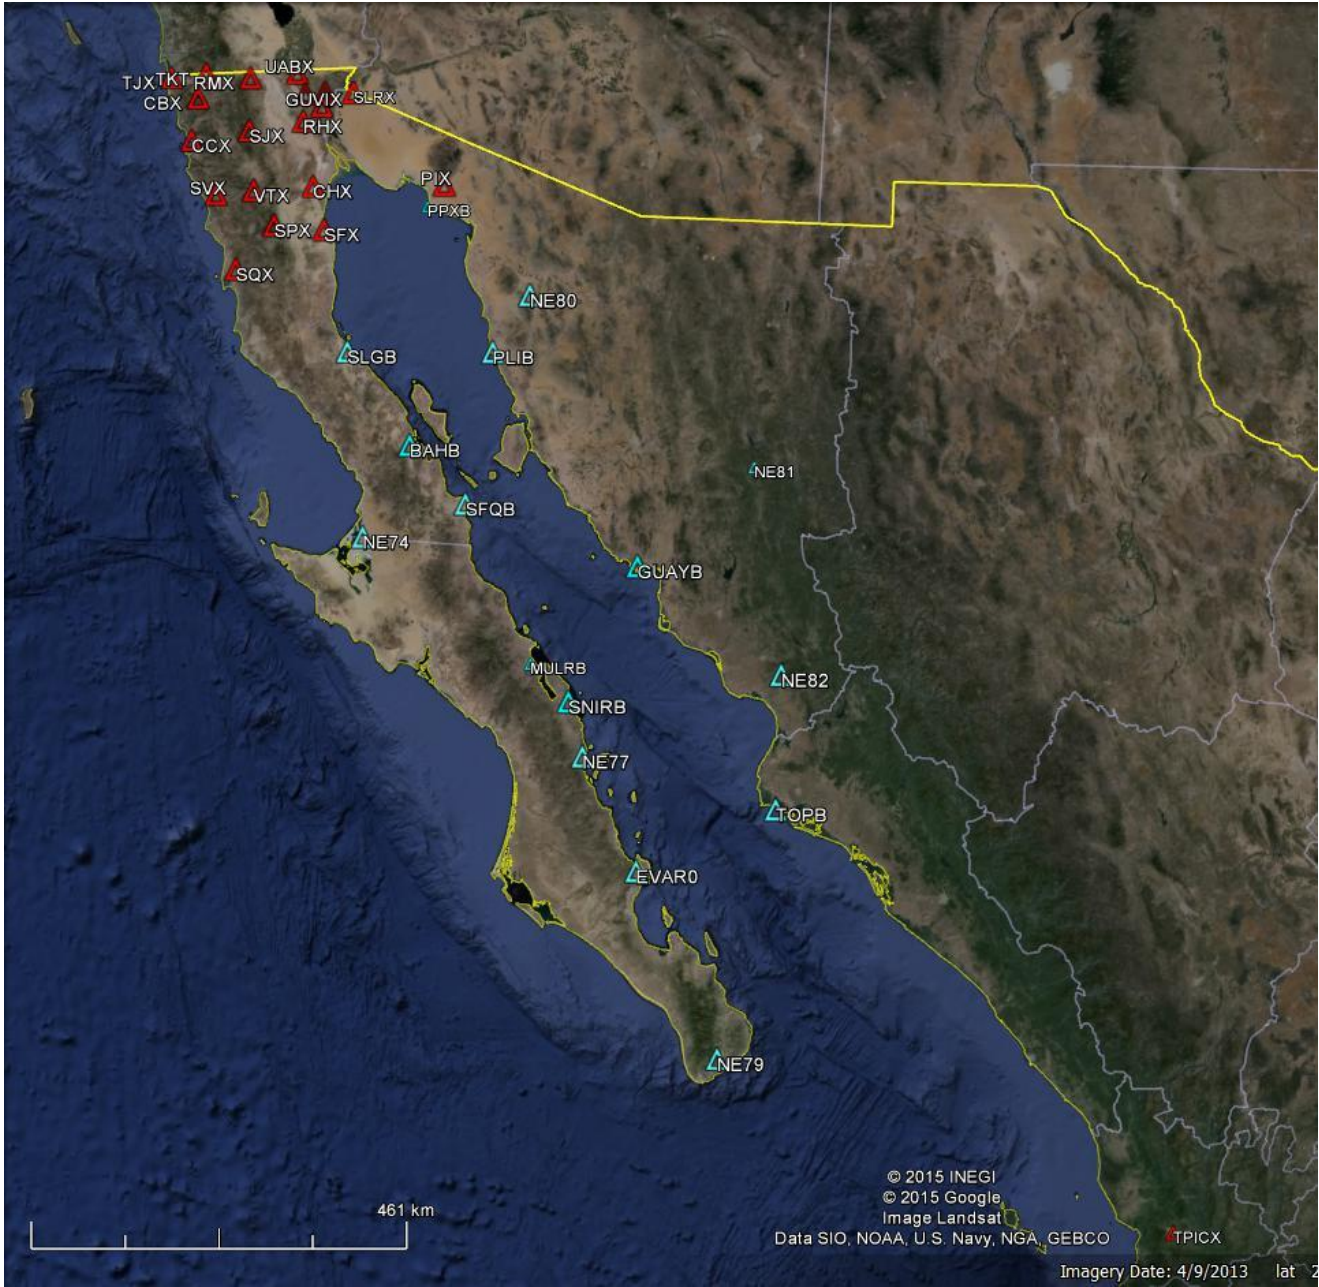 UABX
TJX TKT RMX
GUVIX SLRX
CBX
RHX
SJX
CCX
PIX
SVX VTX CHX
PPXB
SPX SFX
SQX
NE80
SLGB PLIB
BAHB
NE81
SFQB
NE74
GUAYB
MULRB
NE82
SNIRB
NE77
TOPB
EVAR0
NE79
© 2015 INEGI
© 2015 Google
461 km
Image Landsat
Data SIO, NOAA, U.S. Navy, NGA, GEBCO
TPICX
Imagery Date: 4/9/2013 lat 2